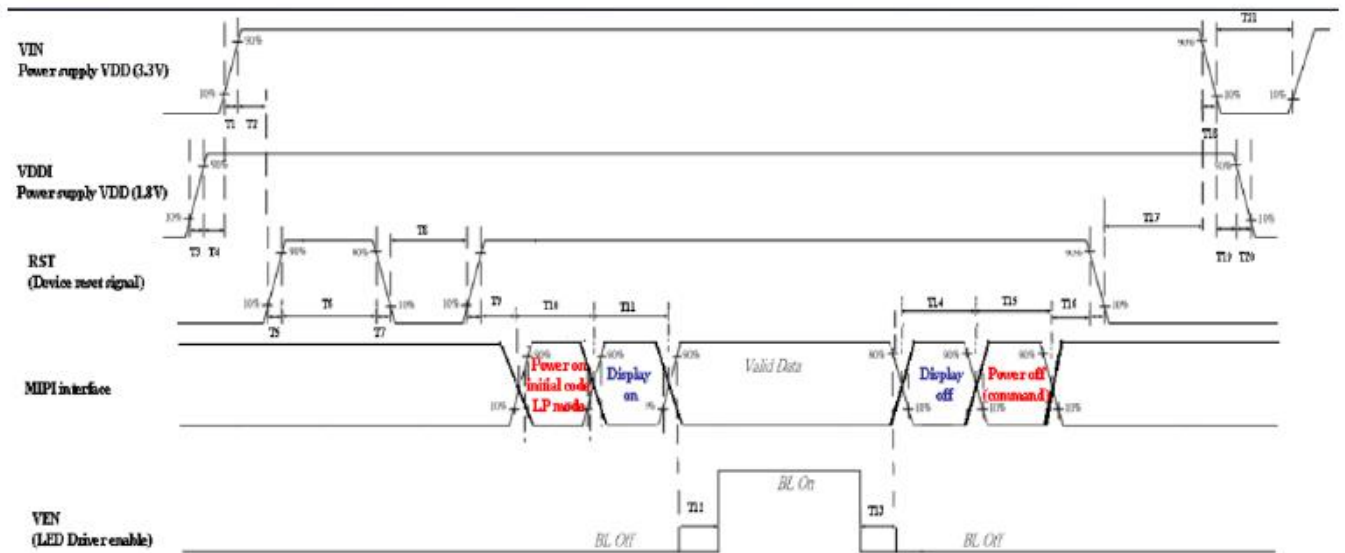 T21
VIN
Power supply VDD (3.3V)
90%
90%
10%
10%
10%
T1 T2
T18
VDDI
Power supply VDD (1.8V)
90%
90%
10%
10%
T3 T4
T17
T19 T20
T8
RST
(Device reset signal)
90%
90%
90%
10%
10%
10%
10%
T5
T6
T7
T9 T10 T11
T14 T15 T16
MIPI interface
90%
90%
90%
90%
90%
Power on
initial code
LP mode
Display
on
Valid Data
Display
off
Power off
(command)
10%
10%
10%
10%
T12
BL On
T13
VEN
(LED Driver enable)
BL Off
BL Off